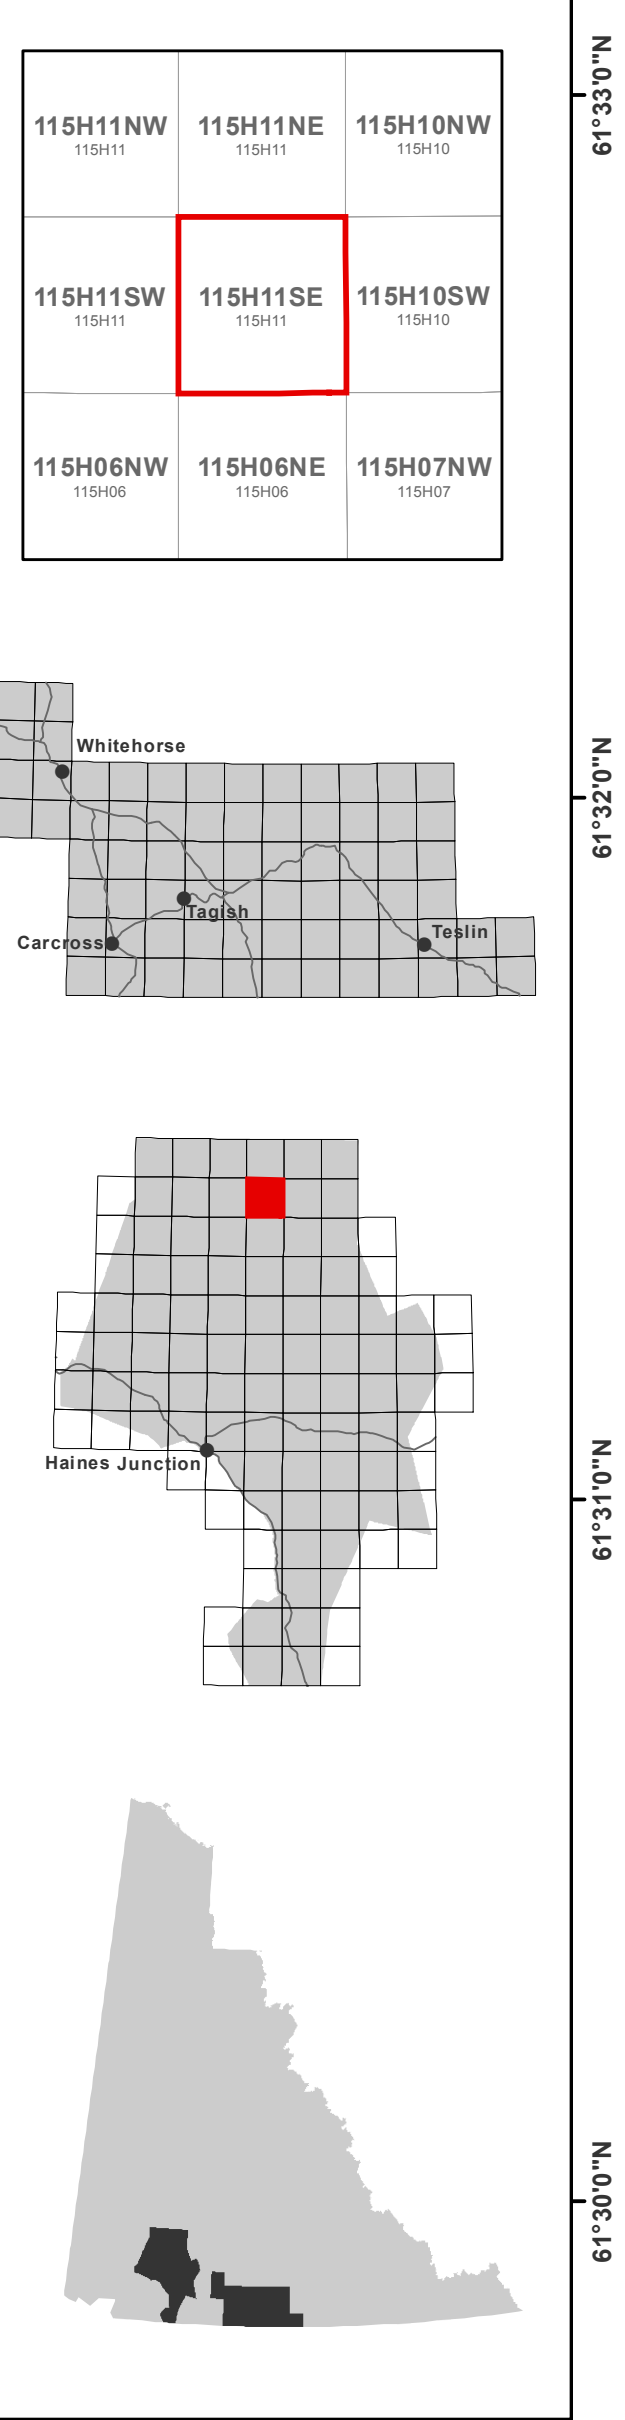 115H11NW 115H11NE 115H10NW
115H11 115H11 115H10
115H11SW 115H11SE 115H10SW
115H11 115H11 115H10
115H06NW 115H06NE 115H07NW
115H06 115H06 115H07
61°33'0"N
Whitehorse
Tagish
Teslin
Carcross
61°32'0"N
Haines Junction
61°31'0"N
61°30'0"N